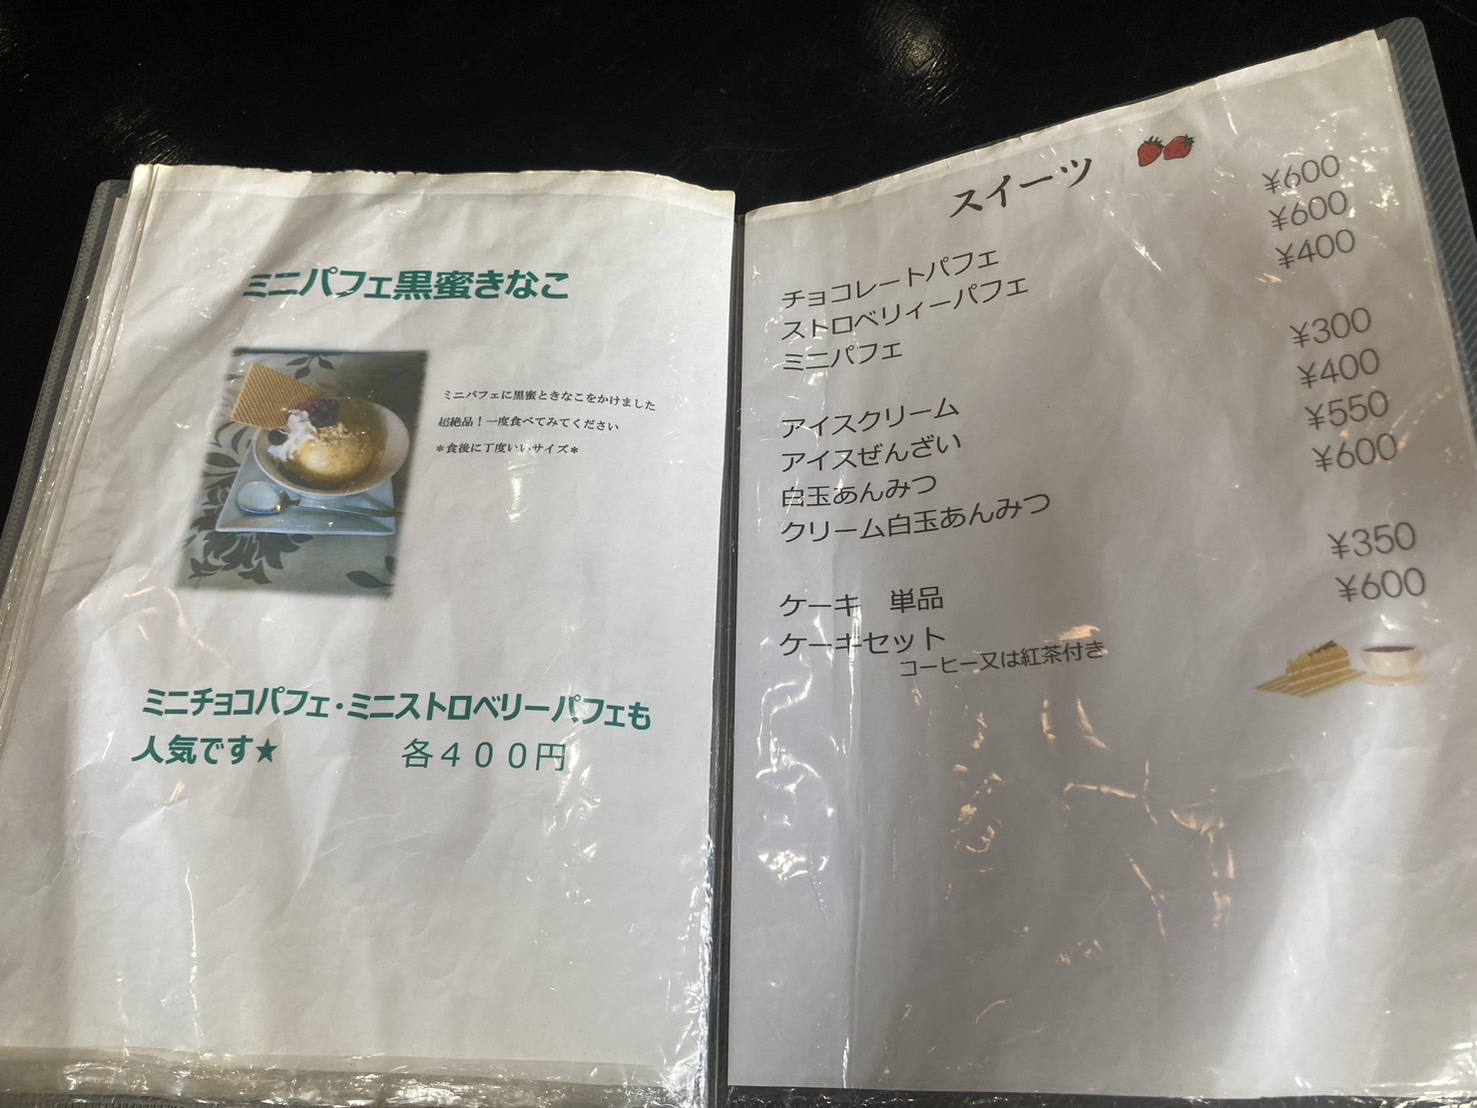 ミニパフェ黒蜜きなこ
ミニパフェに黒蜜ときなこをかけました
超絶品！一度食べてみてください
＊食後に丁度いいサイズ＊
ミニチョコパフェ・ミニストロベリーパフェも
人気です★　各４００円
スイーツ
チョコレートパフェ ¥600
ストロベリィーパフェ ¥600
ミニパフェ ¥400
アイスクリーム ¥300
アイスぜんざい ¥400
白玉あんみつ ¥550
クリーム白玉あんみつ ¥600
ケーキ　単品 ¥350
ケーキセット ¥600
コーヒー又は紅茶付き